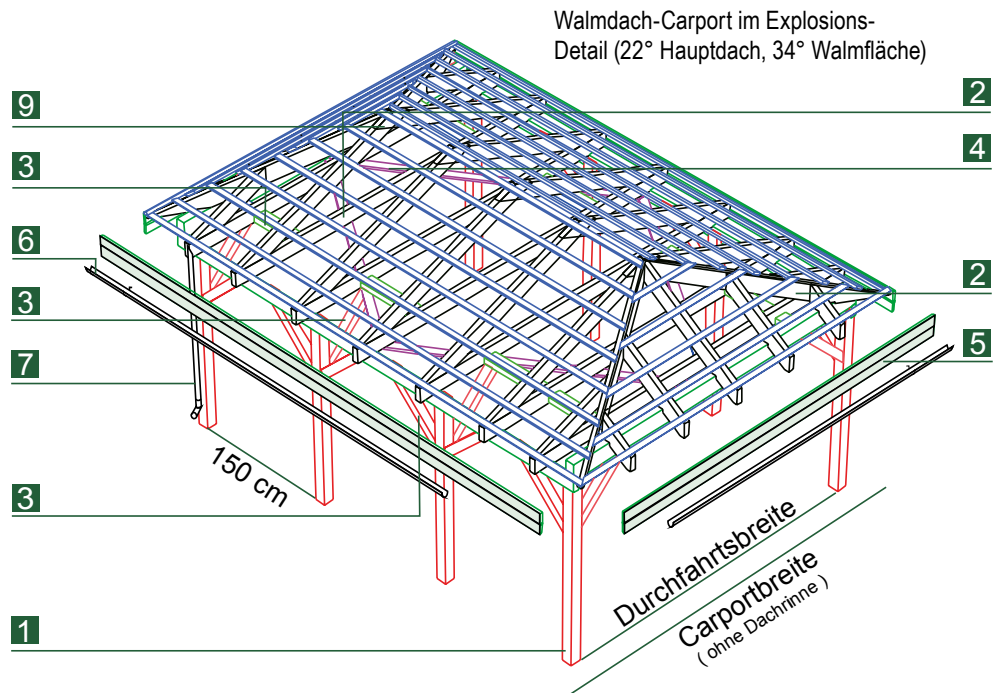 Walmdach-Carport im Explosions-
Detail (22° Hauptdach, 34° Walmfläche)
9
2
3
4
6
2
3
7
5
150 cm
3
Durchfahrtsbreite
Carportbreite
( ohne Dachrinne )
1